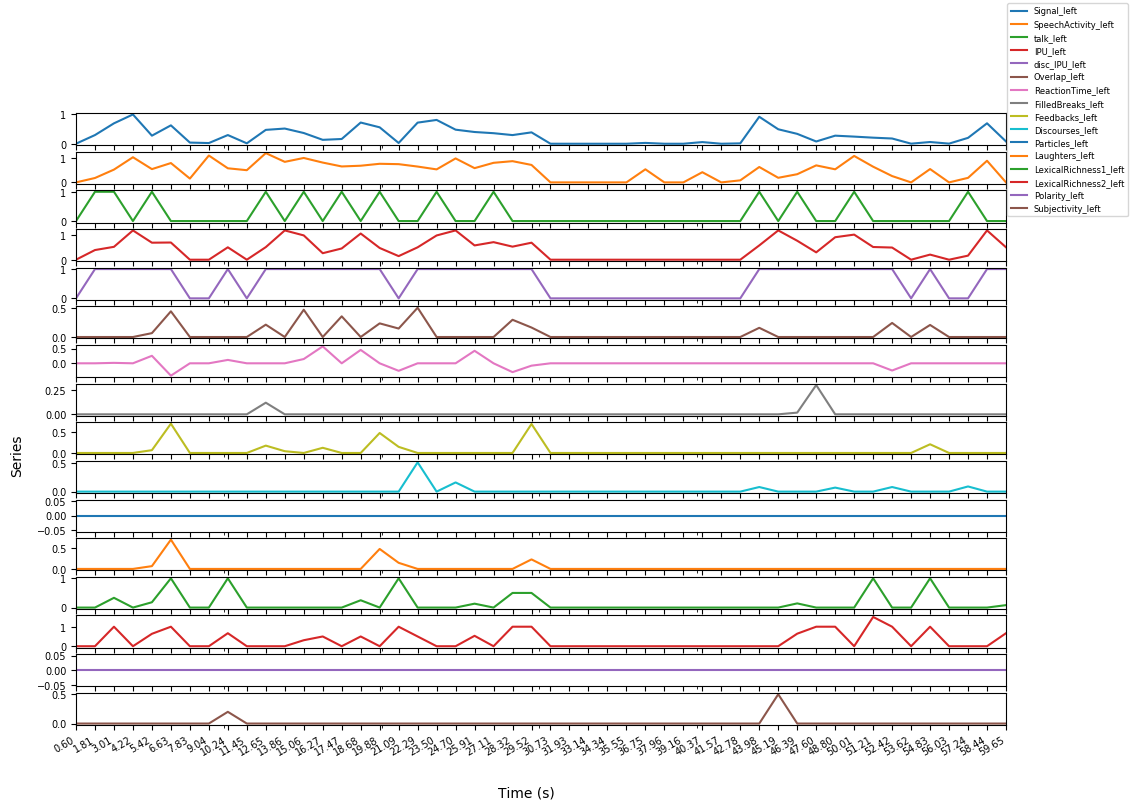 Signal_left
SpeechActivity_left
talk_left
IPU_left
disc_IPU_left
Overlap_left
ReactionTime_left
FilledBreaks_left
Feedbacks_left
Discourses_left
Particles_left
Laughters_left
LexicalRichness1_left
LexicalRichness2_left
Polarity_left
Subjectivity_left
1
0
1
0
1
0
1
0
1
0
0.5
0.0
0.5
0.0
0.25
0.00
0.5
0.0
0.5
0.0
0.05
0.00
−0.05
0.5
0.0
1
0
1
0
0.05
0.00
−0.05
0.5
0.0
Series
0.60 1.81 3.01 4.22 5.42 6.63 7.83 9.04 10.24 11.45 12.65 13.86 15.06 16.27 17.47 18.68 19.88 21.09 22.29 23.50 24.70 25.91 27.11 28.32 29.52 30.73 31.93 33.14 34.34 35.55 36.75 37.96 39.16 40.37 41.57 42.78 43.98 45.19 46.39 47.60 48.80 50.01 51.21 52.42 53.62 54.83 56.03 57.24 58.44 59.65
Time (s)